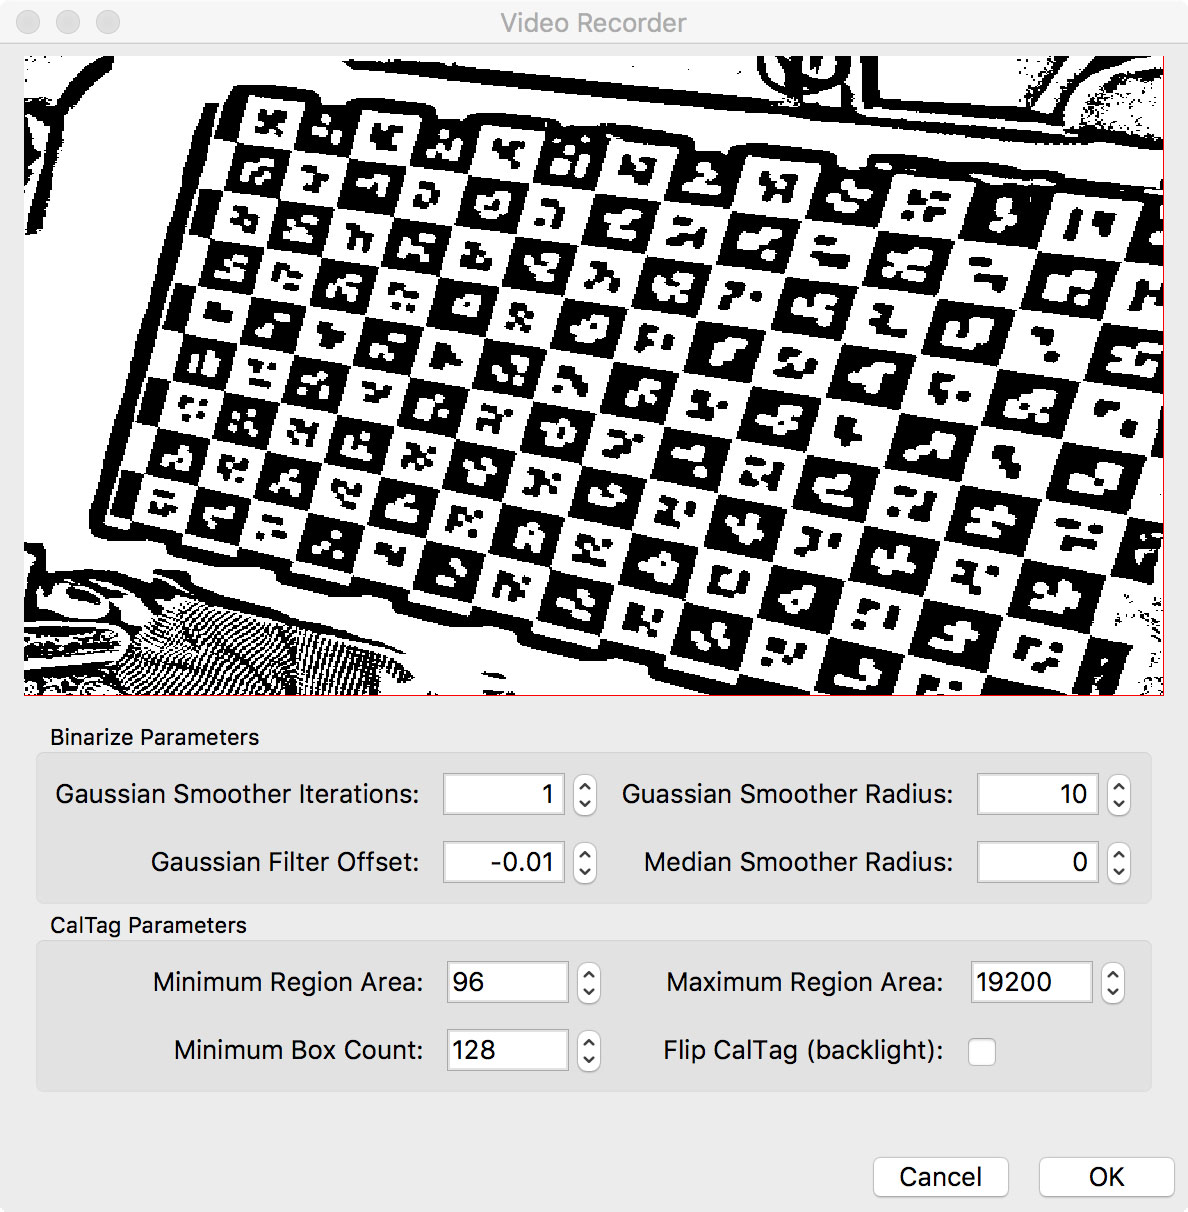 Video Recorder
Binarize Parameters
Gaussian Smoother Iterations: 1 Guassian Smoother Radius: 10
Gaussian Filter Offset: -0.01 Median Smoother Radius: 0
CalTag Parameters
Minimum Region Area: 96 Maximum Region Area: 19200
Minimum Box Count: 128 Flip CalTag (backlight):
Cancel OK